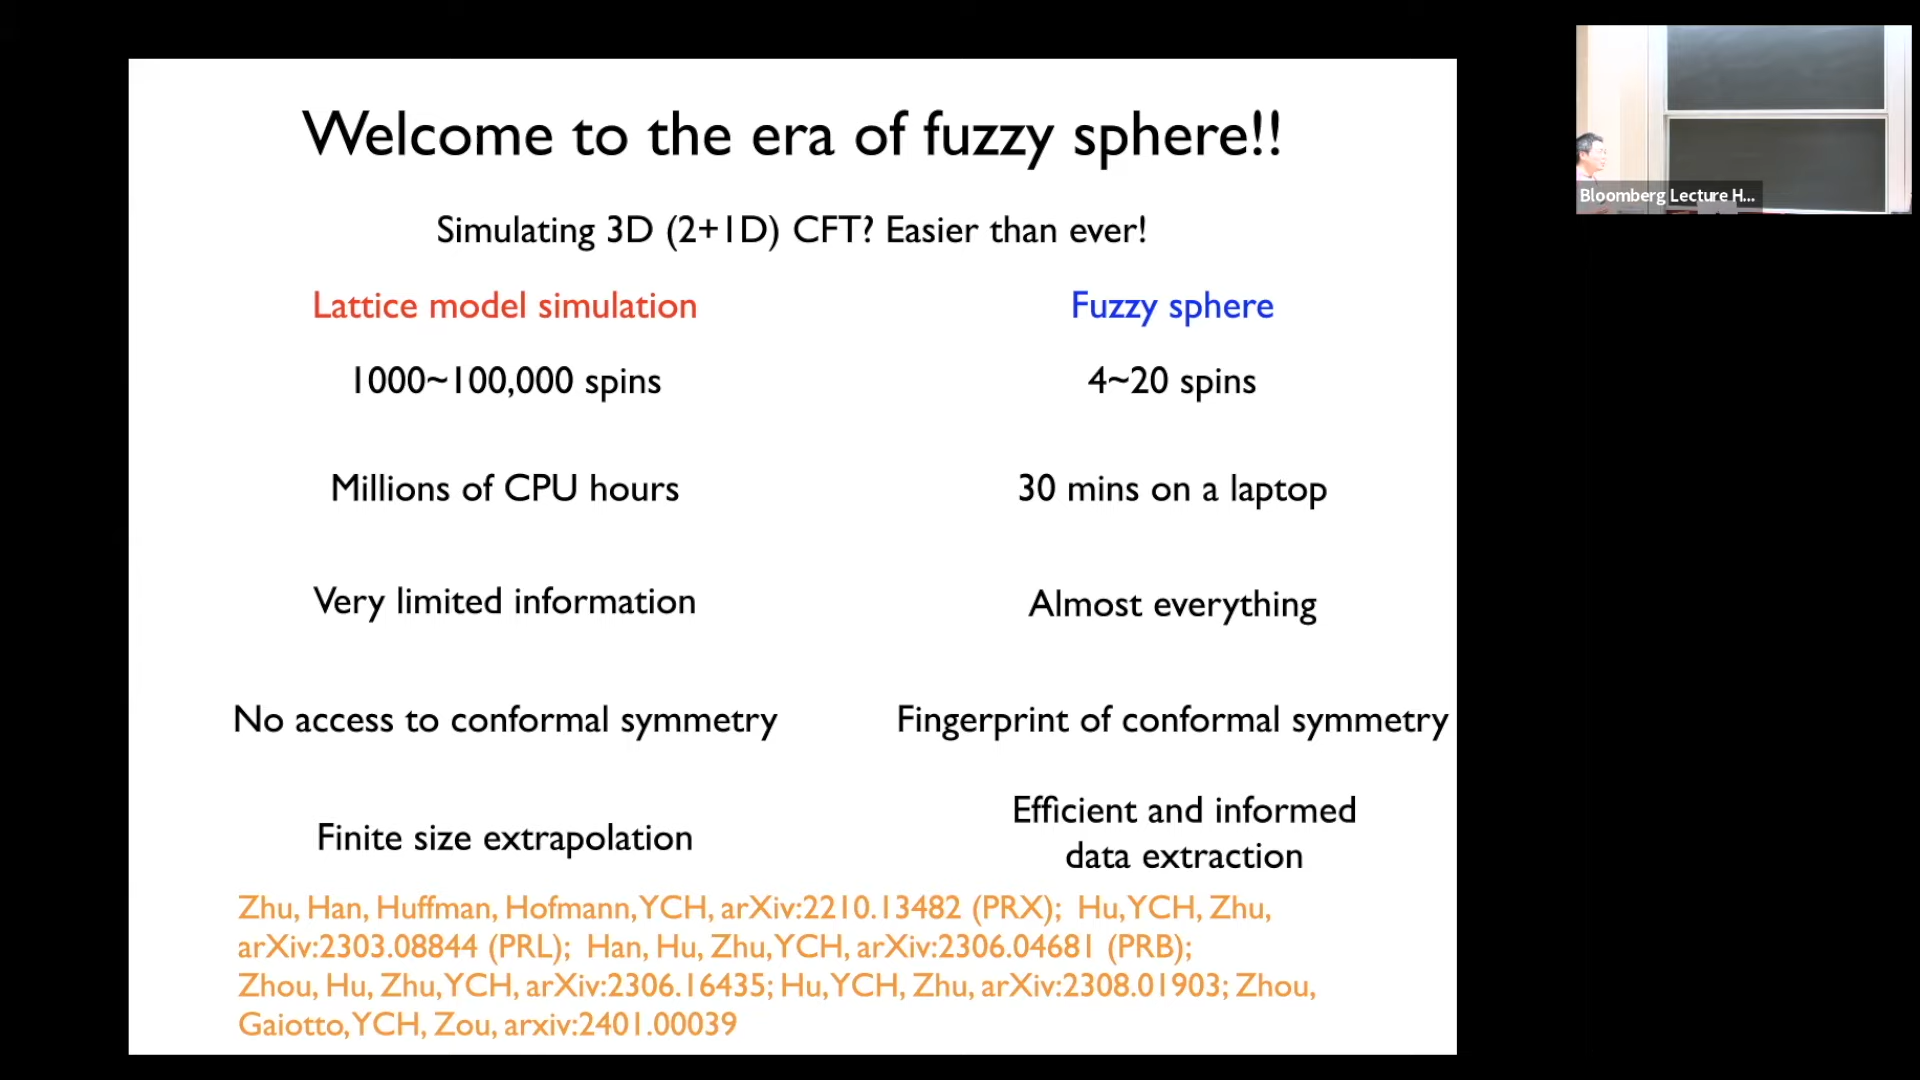 Welcome to the era of fuzzy sphere!!
Simulating 3D (2+1D) CFT? Easier than ever!
Lattice model simulation
Fuzzy sphere
1000~100,000 spins
4~20 spins
Millions of CPU hours
30 mins on a laptop
Very limited information
Almost everything
No access to conformal symmetry
Fingerprint of conformal symmetry
Finite size extrapolation
Efficient and informed
data extraction
Zhu, Han, Huffman, Hofmann,YCH, arXiv:2210.13482 (PRX); Hu,YCH, Zhu,
arXiv:2303.08844 (PRL); Han, Hu, Zhu,YCH, arXiv:2306.04681 (PRB);
Zhou, Hu, Zhu,YCH, arXiv:2306.16435; Hu,YCH, Zhu, arXiv:2308.01903; Zhou,
Gaiotto,YCH, Zou, arxiv:2401.00039
Bloomberg Lecture H...